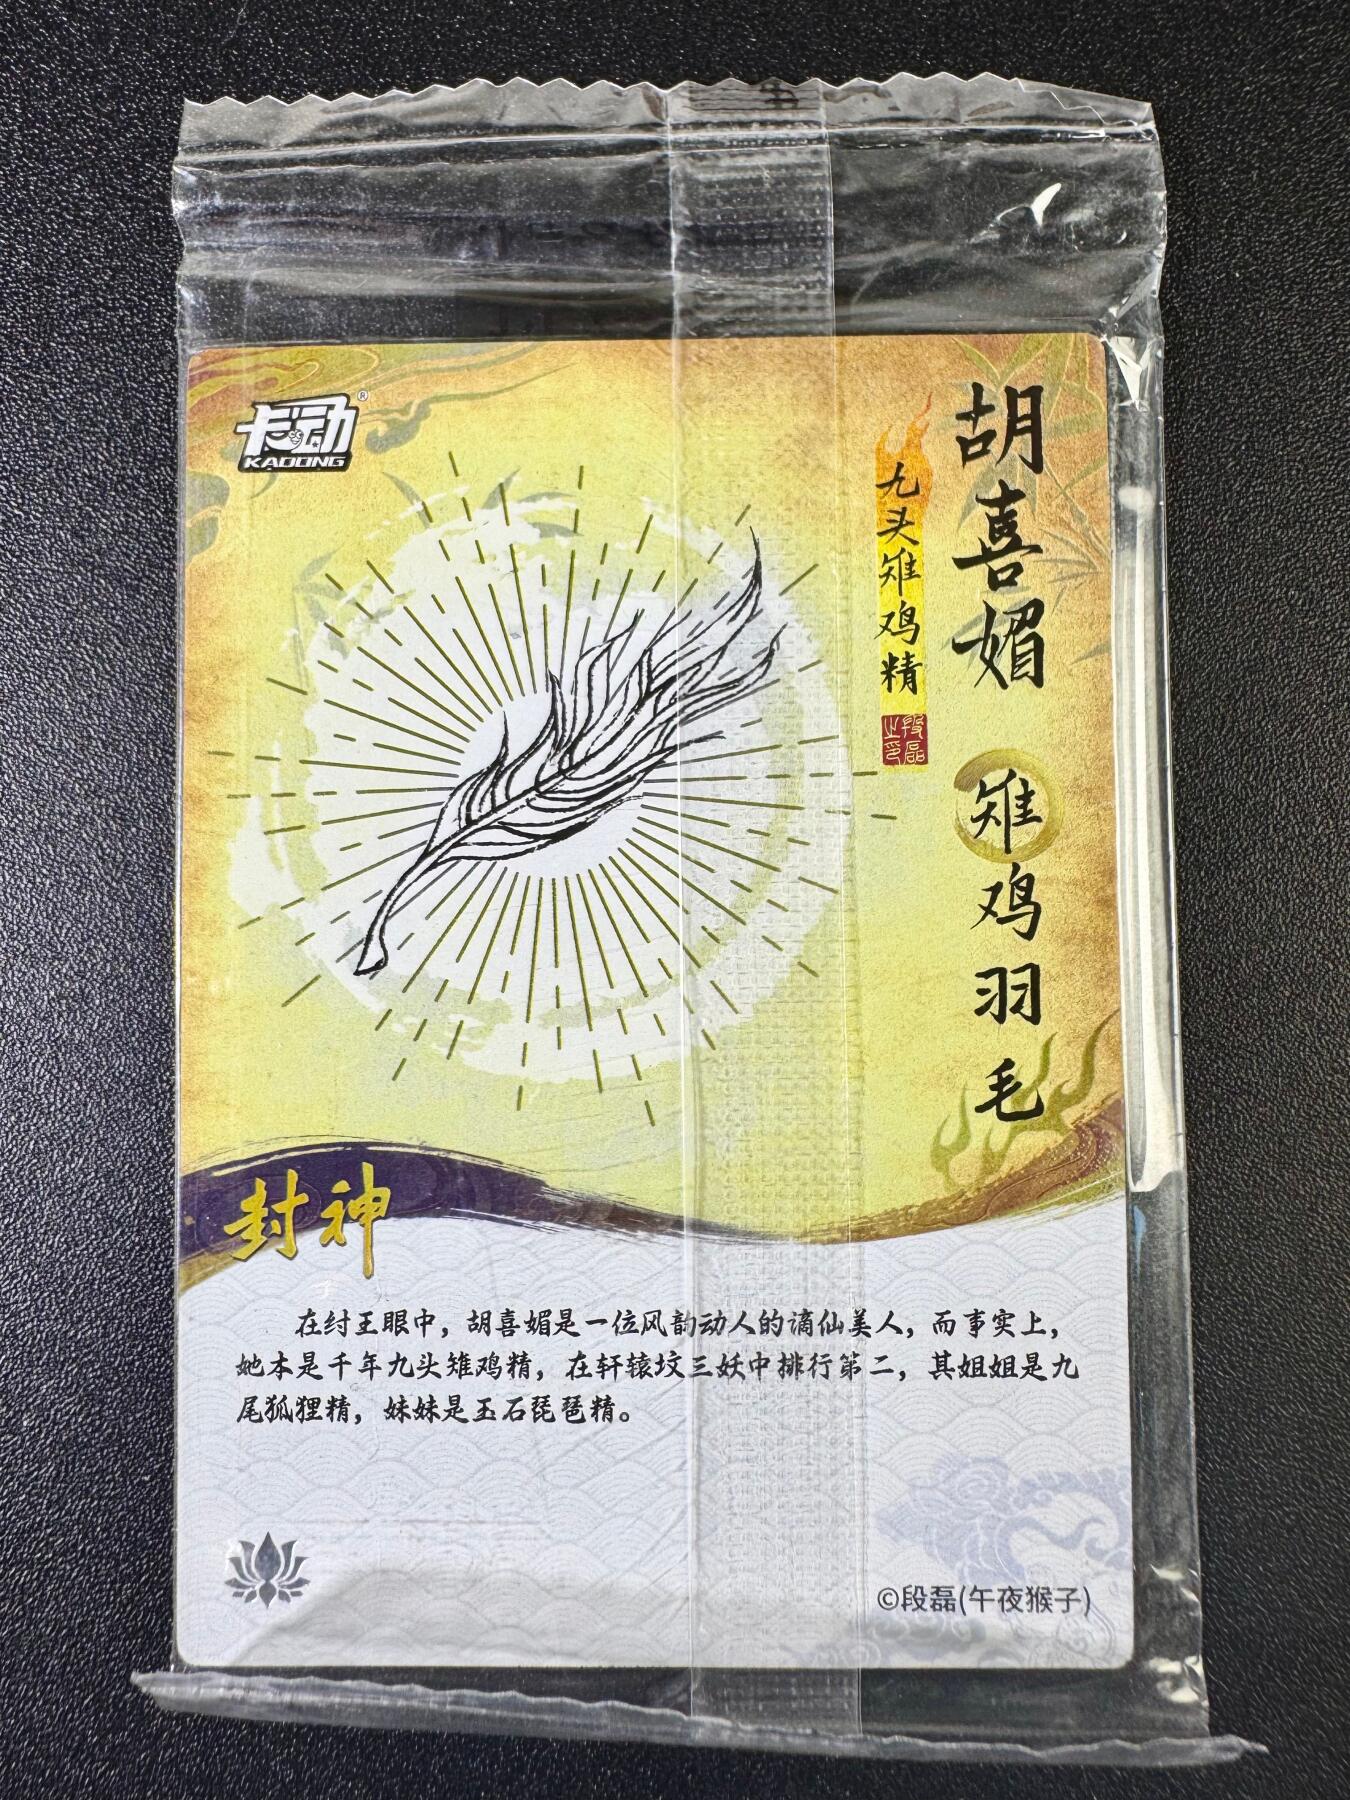 卡动®
KADONG
胡喜媚 雉鸡羽毛
九头雉鸡精
段磊之印
封神
在纣王眼中，胡喜媚是一位风韵动人的谪仙美人，而事实上，
她本是千年九头雉鸡精，在轩辕坟三妖中排行第二，其姐姐是九
尾狐狸精，妹妹是玉石琵琶精。
©段磊(午夜猴子)